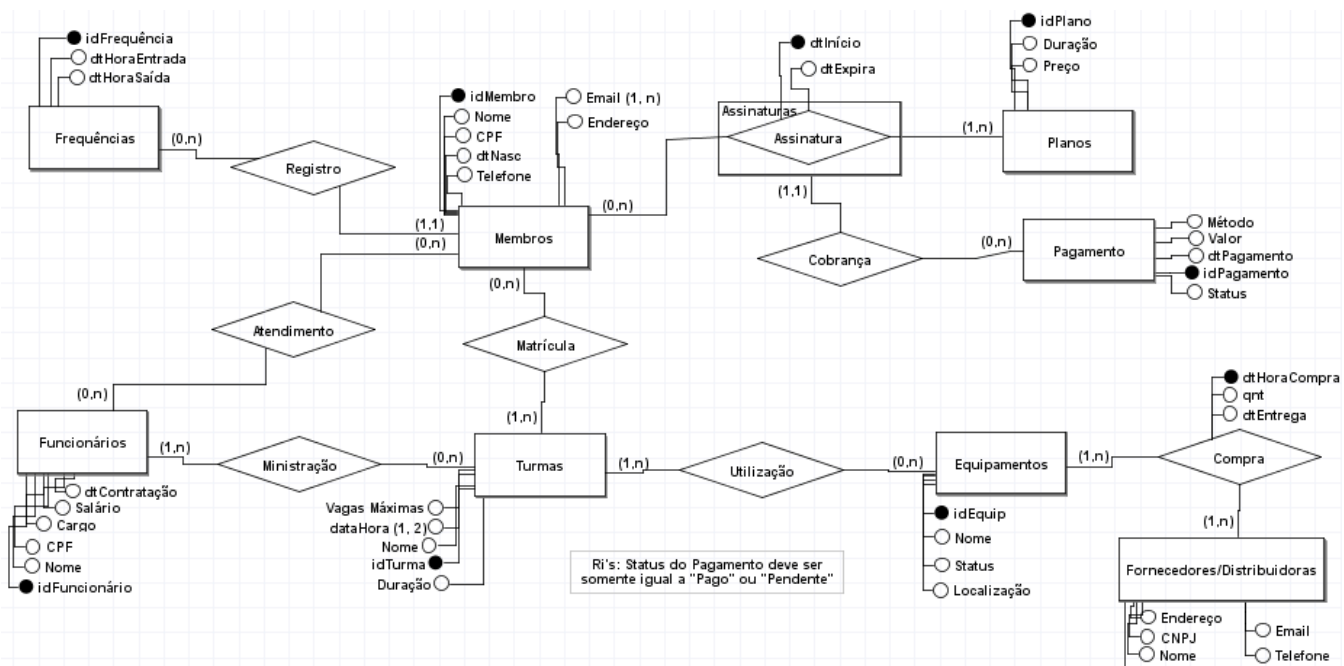 idFrequência
dtHoraEntrada
dtHoraSaída
Frequências
(0,n)
Registro
(1,1)
idMembro
Nome
CPF
dtNasc
Telefone
Email (1, n)
Endereço
Membros
(0,n)
dtInício
dtExpira
Assinaturas
Assinatura
(1,n)
idPlano
Duração
Preço
Planos
(1,1)
Cobrança
(0,n)
Pagamento
Método
Valor
dtPagamento
idPagamento
Status
(0,n)
Atendimento
(0,n)
(0,n)
Matrícula
(1,n)
Funcionários
dtContratação
Salário
Cargo
CPF
Nome
idFuncionário
(1,n)
Ministração
(0,n)
Turmas
Vagas Máximas
dataHora (1, 2)
Nome
idTurma
Duração
(1,n)
Utilização
(0,n)
Equipamentos
idEquip
Nome
Status
Localização
(1,n)
dtHoraCompra
qnt
dtEntrega
Compra
(1,n)
Fornecedores/Distribuidoras
Endereço
CNPJ
Nome
Email
Telefone
Ri's: Status do Pagamento deve ser
somente igual a "Pago" ou "Pendente"